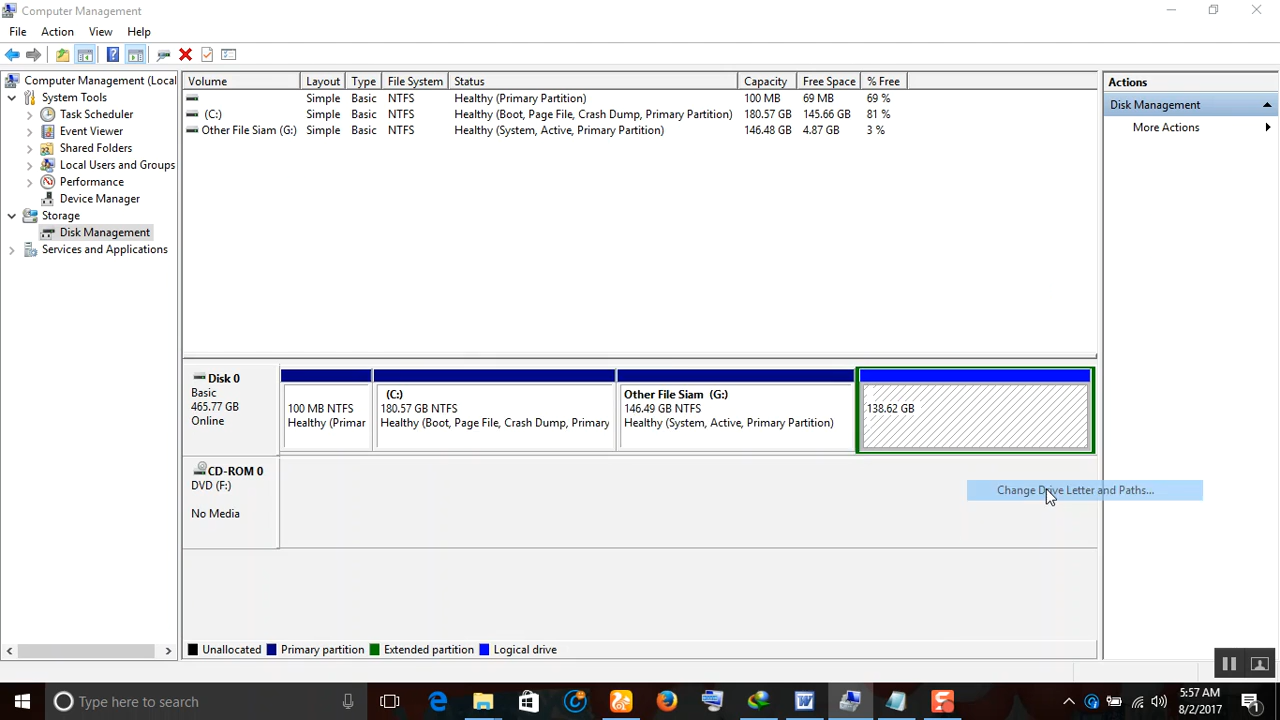 Computer Management
File Action View Help
Computer Management (Local
System Tools
Task Scheduler
Event Viewer
Shared Folders
Local Users and Groups
Performance
Device Manager
Storage
Disk Management
Services and Applications
Volume Layout Type File System Status Capacity Free Space % Free
Simple Basic NTFS Healthy (Primary Partition) 100 MB 69 MB 69 %
(C:) Simple Basic NTFS Healthy (Boot, Page File, Crash Dump, Primary Partition) 180.57 GB 145.66 GB 81 %
Other File Siam (G:) Simple Basic NTFS Healthy (System, Active, Primary Partition) 146.48 GB 4.87 GB 3 %
Actions
Disk Management
More Actions
Disk 0
Basic
465.77 GB
Online
100 MB NTFS
Healthy (Primar
(C:)
180.57 GB NTFS
Healthy (Boot, Page File, Crash Dump, Primary
Other File Siam (G:)
146.49 GB NTFS
Healthy (System, Active, Primary Partition)
138.62 GB
CD-ROM 0
DVD (F:)
No Media
Change Drive Letter and Paths...
Unallocated Primary partition Extended partition Logical drive
Type here to search
5:57 AM
8/2/2017
1